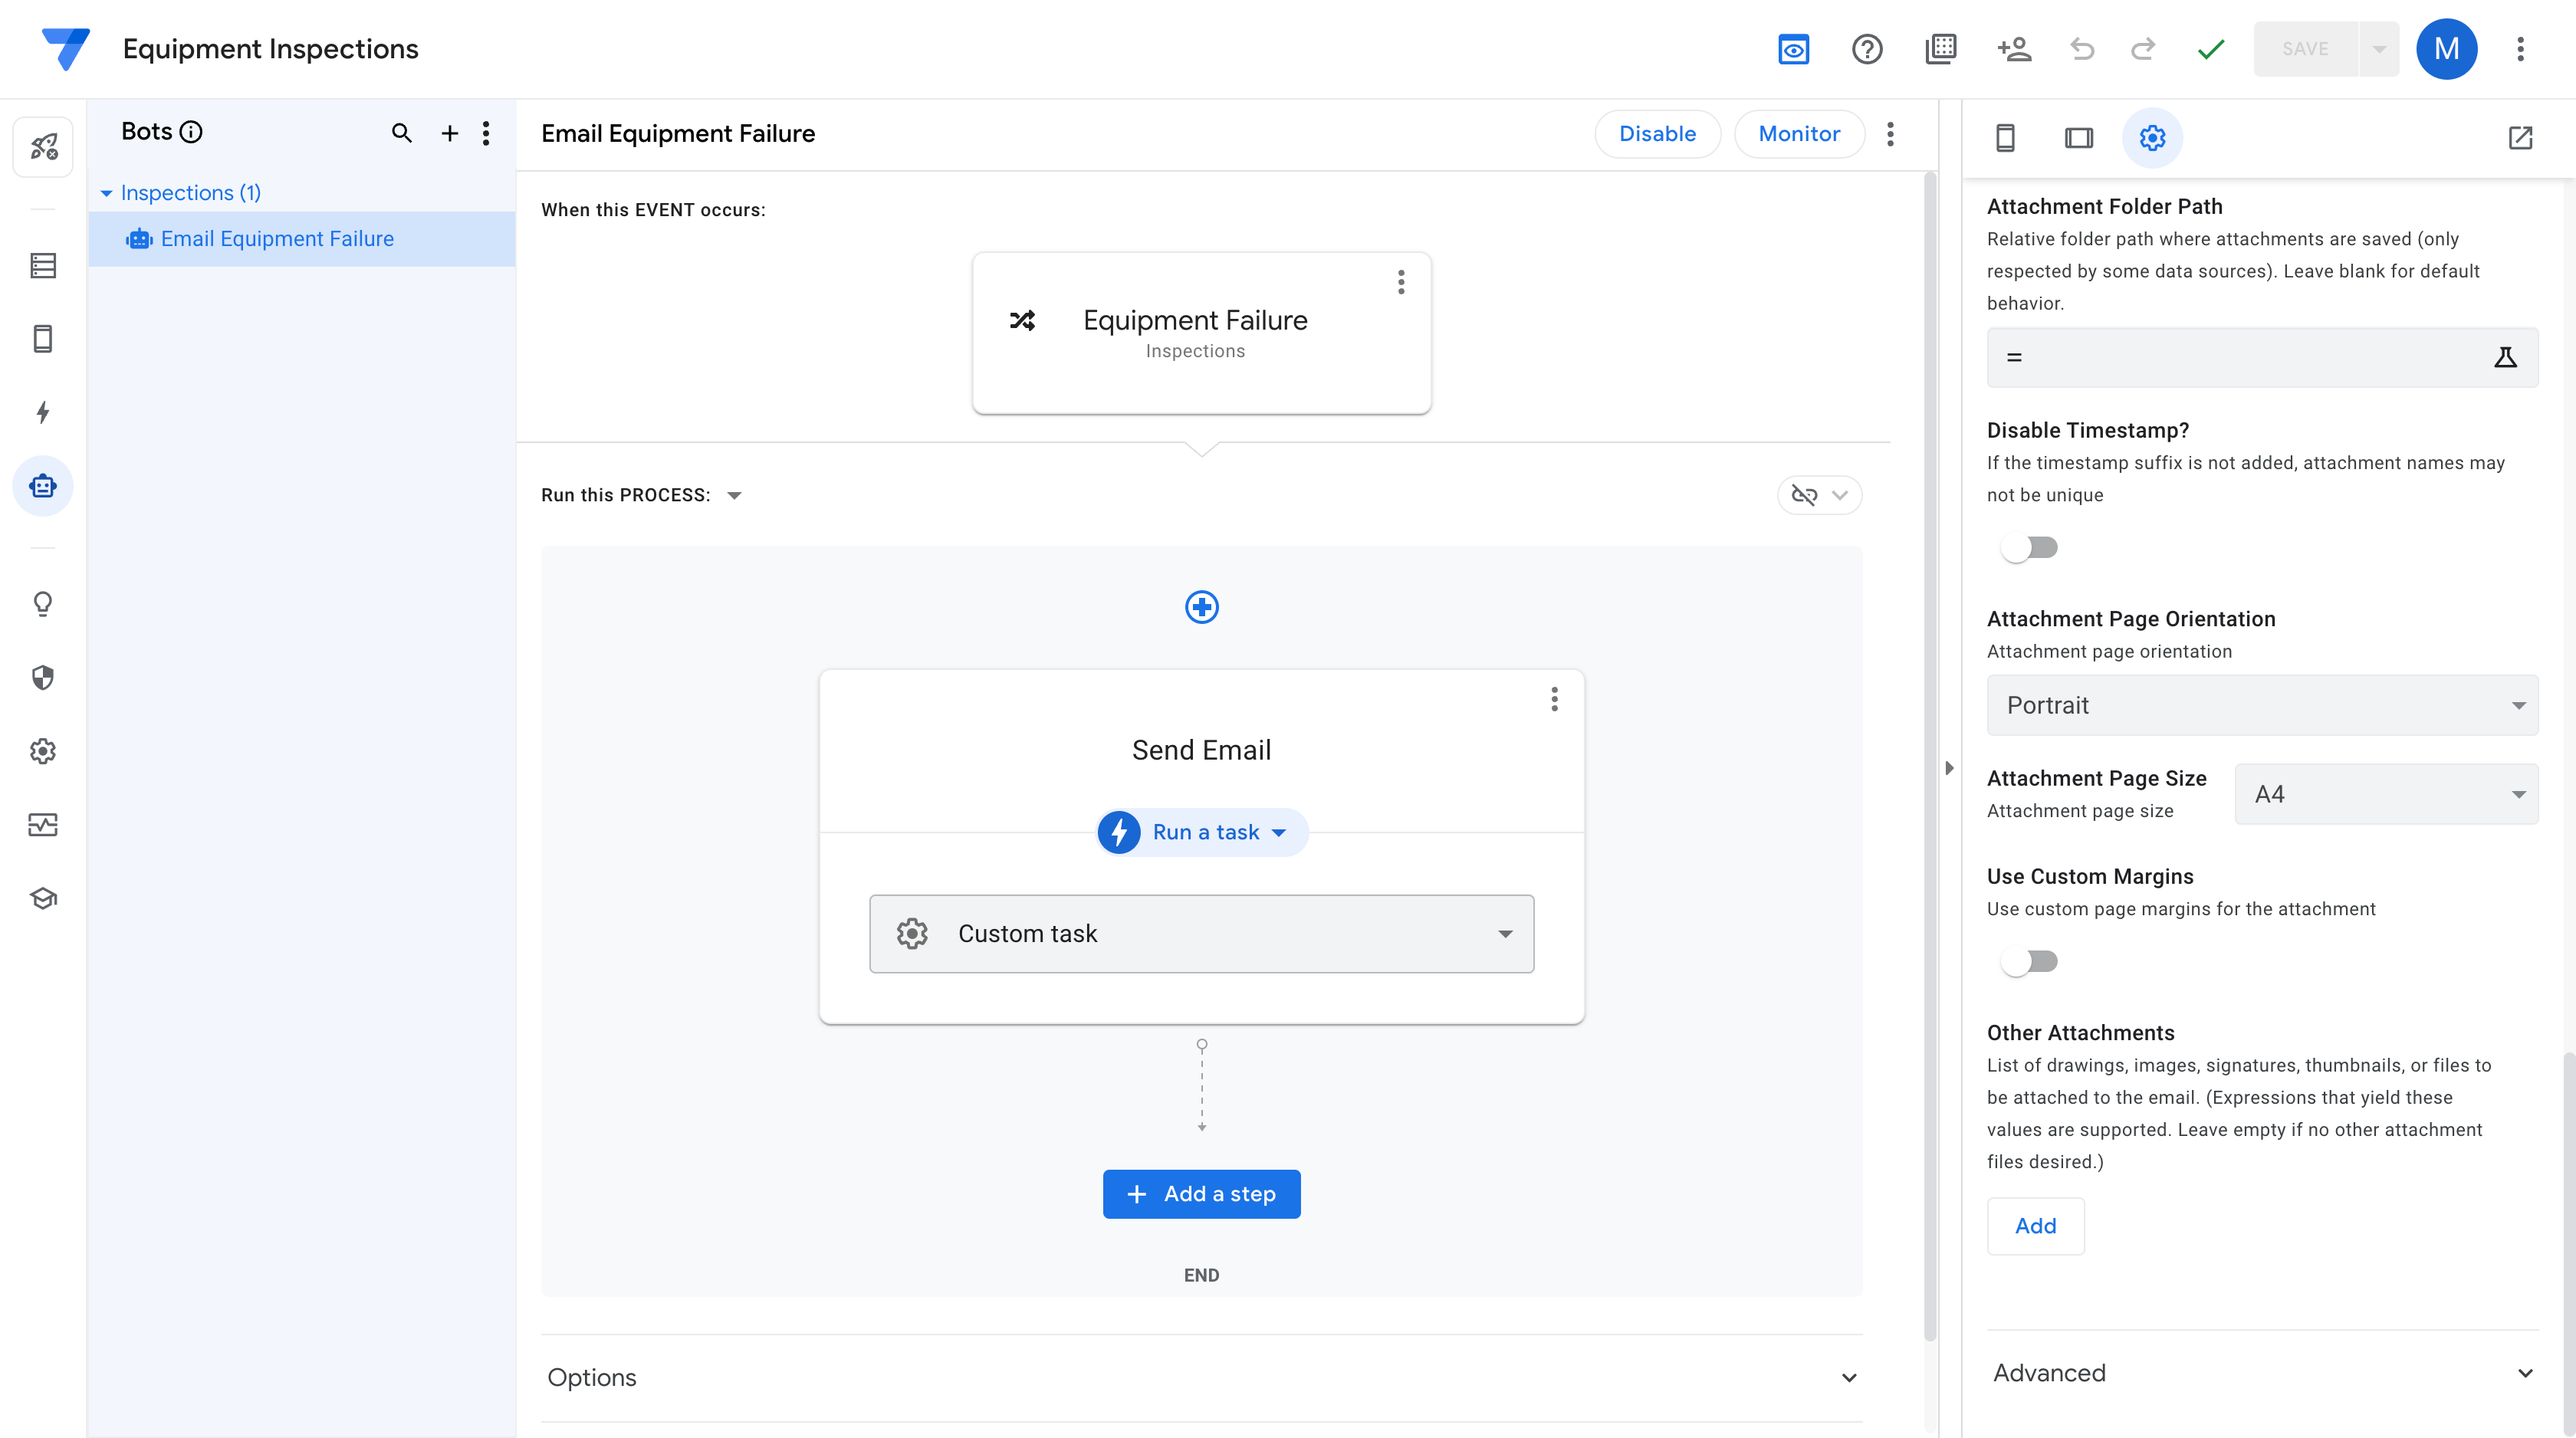 Equipment Inspections
SAVE
M
Bots
Inspections (1)
Email Equipment Failure
Email Equipment Failure
Disable
Monitor
When this EVENT occurs:
Equipment Failure
Inspections
Run this PROCESS:
Send Email
Run a task
Custom task
Add a step
END
Options
Attachment Folder Path
Relative folder path where attachments are saved (only
respected by some data sources). Leave blank for default
behavior.
=
Disable Timestamp?
If the timestamp suffix is not added, attachment names may
not be unique
Attachment Page Orientation
Attachment page orientation
Portrait
Attachment Page Size
Attachment page size
A4
Use Custom Margins
Use custom page margins for the attachment
Other Attachments
List of drawings, images, signatures, thumbnails, or files to
be attached to the email. (Expressions that yield these
values are supported. Leave empty if no other attachment
files desired.)
Add
Advanced